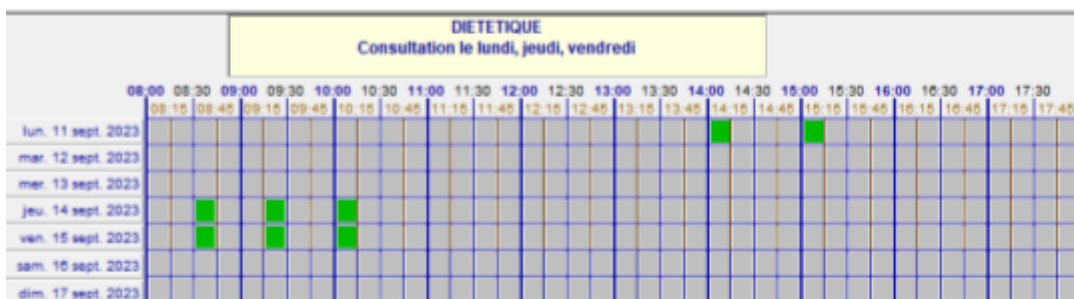 DIETETIQUE
Consultation le lundi, jeudi, vendredi
08:00 08:30 09:00 09:30 10:00 10:30 11:00 11:30 12:00 12:30 13:00 13:30 14:00 14:30 15:00 15:30 16:00 16:30 17:00 17:30
08:15 08:45 09:15 09:45 10:15 10:45 11:15 11:45 12:15 12:45 13:15 13:45 14:15 14:45 15:15 15:45 16:15 16:45 17:15 17:45
lun. 11 sept. 2023
mar. 12 sept. 2023
mer. 13 sept. 2023
jeu. 14 sept. 2023
ven. 15 sept. 2023
sam. 16 sept. 2023
dim. 17 sept. 2023